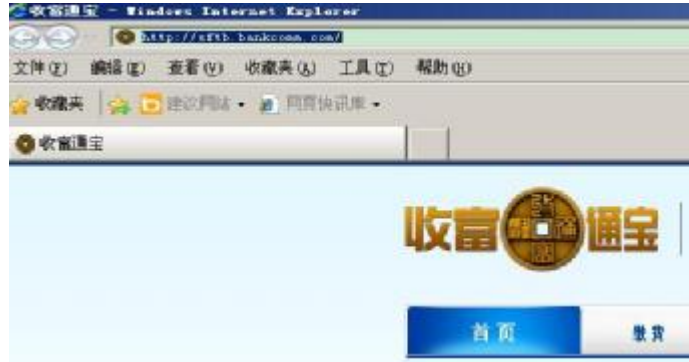 收富通宝 - Windows Internet Explorer
http://sftb.bankcomm.com/
文件(F) 编辑(E) 查看(V) 收藏夹(A) 工具(T) 帮助(H)
收藏夹 建议网站 网页快讯库
收富通宝
收富 通宝
首页 缴费